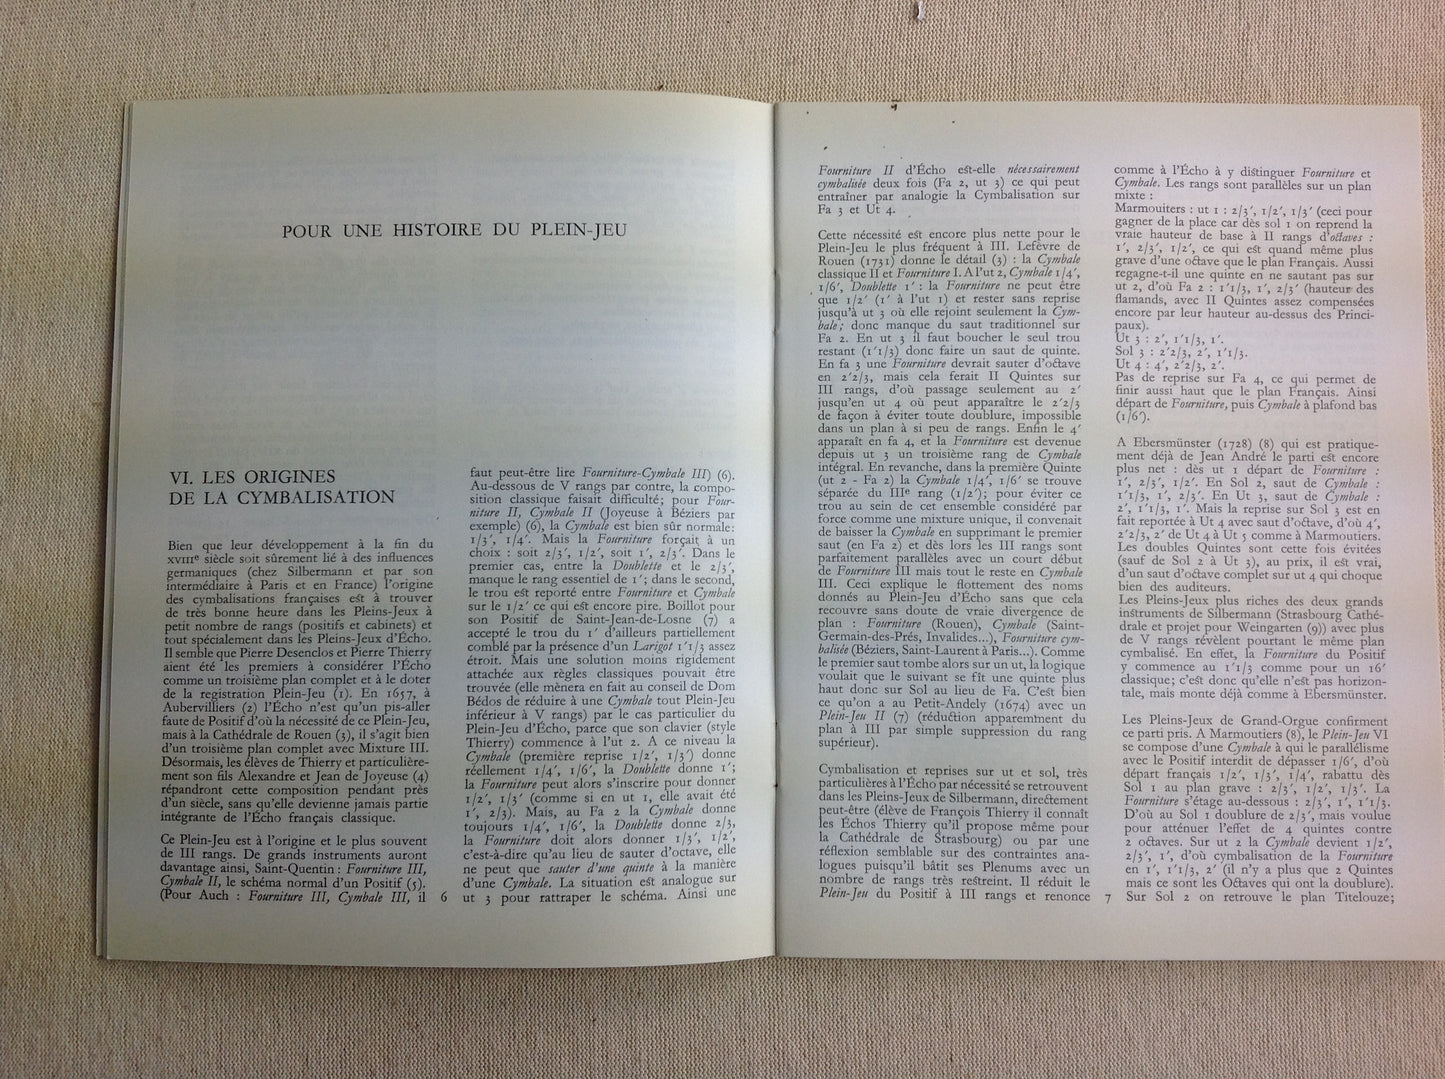 POUR UNE HISTOIRE DU PLEIN-JEU
VI. LES ORIGINES
DE LA CYMBALISATION
Bien que leur développement à la fin du
XVIIIe siècle soit sûrement lié à des influences
germaniques (chez Silbermann et par son
intermédiaire à Paris et en France) l'origine
des cymbalisations françaises est à trouver
de très bonne heure dans les Pleins-Jeux à
petit nombre de rangs (positifs et cabinets) et
tout spécialement dans les Pleins-Jeux d'Écho.
Il semble que Pierre Desenclos et Pierre Thierry
aient été les premiers à considérer l'Écho
comme un troisième plan complet et à le doter
de la registration Plein-Jeu (1). En 1657, à
Aubervilliers (2) l'Écho n'est qu'un pis-aller
faute de Positif d'où la nécessité de ce Plein-Jeu,
mais à la Cathédrale de Rouen (3), il s'agit bien
d'un troisième plan complet avec Mixture III.
Désormais, les élèves de Thierry et particulière-
ment son fils Alexandre et Jean de Joyeuse (4)
répandront cette composition pendant près
d'un siècle, sans qu'elle devienne jamais partie
intégrante de l'Écho français classique.
Ce Plein-Jeu est à l'origine et le plus souvent
de III rangs. De grands instruments auront
davantage ainsi, Saint-Quentin : Fourniture III,
Cymbale II, le schéma normal d'un Positif (5).
(Pour Auch : Fourniture III, Cymbale III, il
faut peut-être lire Fourniture-Cymbale III) (6).
Au-dessous de V rangs par contre, la compo-
sition classique faisait difficulté; pour Four-
niture II, Cymbale II (Joyeuse à Béziers par
exemple) (6), la Cymbale est bien sûr normale:
1/3', 1/4'. Mais la Fourniture forçait à un
choix : soit 2/3', 1/2', soit 1', 2/3'. Dans le
premier cas, entre la Doublette et le 2/3',
manque le rang essentiel de 1'; dans le second,
le trou est reporté entre Fourniture et Cymbale
sur le 1/2' ce qui est encore pire. Boillot pour
son Positif de Saint-Jean-de-Losne (7) a
accepté le trou du 1' d'ailleurs partiellement
comblé par la présence d'un Larigot 1'1/3 assez
étroit. Mais une solution moins rigidement
attachée aux règles classiques pouvait être
trouvée (elle mènera en fait au conseil de Dom
Bédos de réduire à une Cymbale tout Plein-Jeu
inférieur à V rangs) par le cas particulier du
Plein-Jeu d'Écho, parce que son clavier (style
Thierry) commence à l'ut 2. A ce niveau la
Cymbale (première reprise 1/2', 1/3') donne
réellement 1/4', 1/6', la Doublette donne 1';
la Fourniture peut alors s'inscrire pour donner
1/2', 1/3' (comme si en ut 1, elle avait été
1', 2/3). Mais, au Fa 2 la Cymbale donne
toujours 1/4', 1/6', la Doublette donne 2/3,
la Fourniture doit alors donner 1/3', 1/2',
c'est-à-dire qu'au lieu de sauter d'octave, elle
ne peut que sauter d'une quinte à la manière
d'une Cymbale. La situation est analogue sur
ut 3 pour rattraper le schéma. Ainsi une
6
Fourniture II d'Écho est-elle nécessairement
cymbalisée deux fois (Fa 2, ut 3) ce qui peut
entraîner par analogie la Cymbalisation sur
Fa 3 et Ut 4.
Cette nécessité est encore plus nette pour le
Plein-Jeu le plus fréquent à III. Lefèvre de
Rouen (1731) donne le détail (3) : la Cymbale
classique II et Fourniture I. A l'ut 2, Cymbale 1/4',
1/6', Doublette 1' : la Fourniture ne peut être
que 1/2' (1' à l'ut 1) et rester sans reprise
jusqu'à ut 3 où elle rejoint seulement la Cym-
bale; donc manque du saut traditionnel sur
Fa 2. En ut 3 il faut boucher le seul trou
restant (1'1/3) donc faire un saut de quinte.
En fa 3 une Fourniture devrait sauter d'octave
en 2'2/3, mais cela ferait II Quintes sur
III rangs, d'où passage seulement au 2'
jusqu'en ut 4 où peut apparaître le 2'2/3
de façon à éviter toute doublure, impossible
dans un plan à si peu de rangs. Enfin le 4'
apparaît en fa 4, et la Fourniture est devenue
depuis ut 3 un troisième rang de Cymbale
intégral. En revanche, dans la première Quinte
(ut 2 - Fa 2) la Cymbale 1/4', 1/6' se trouve
séparée du IIIe rang (1/2'); pour éviter ce
trou au sein de cet ensemble considéré par
force comme une mixture unique, il convenait
de baisser la Cymbale en supprimant le premier
saut (en Fa 2) et dès lors les III rangs sont
parfaitement parallèles avec un court début
de Fourniture III mais tout le reste en Cymbale
III. Ceci explique le flottement des noms
donnés au Plein-Jeu d'Écho sans que cela
recouvre sans doute de vraie divergence de
plan : Fourniture (Rouen), Cymbale (Saint-
Germain-des-Prés, Invalides...), Fourniture cym-
balisée (Béziers, Saint-Laurent à Paris...). Comme
le premier saut tombe alors sur un ut, la logique
voulait que le suivant se fît une quinte plus
haut donc sur Sol au lieu de Fa. C'est bien
ce qu'on a au Petit-Andely (1674) avec un
Plein-Jeu II (7) (réduction apparemment du
plan à III par simple suppression du rang
supérieur).
Cymbalisation et reprises sur ut et sol, très
particulières à l'Écho par nécessité se retrouvent
dans les Pleins-Jeux de Silbermann, directement
peut-être (élève de François Thierry il connaît
les Échos Thierry qu'il propose même pour
la Cathédrale de Strasbourg) ou par une
réflexion semblable sur des contraintes ana-
logues puisqu'il bâtit ses Plenums avec un
nombre de rangs très restreint. Il réduit le
Plein-Jeu du Positif à III rangs et renonce
7
comme à l'Écho à y distinguer Fourniture et
Cymbale. Les rangs sont parallèles sur un plan
mixte :
Marmouiters : ut 1 : 2/3', 1/2', 1/3' (ceci pour
gagner de la place car dès sol 1 on reprend la
vraie hauteur de base à II rangs d'octaves :
1', 2/3', 1/2', ce qui est quand même plus
grave d'une octave que le plan Français. Aussi
regagne-t-il une quinte en ne sautant pas sur
ut 2, d'où Fa 2 : 1'1/3, 1', 2/3' (hauteur des
flamands, avec II Quintes assez compensées
encore par leur hauteur au-dessus des Princi-
paux).
Ut 3 : 2', 1'1/3, 1'.
Sol 3 : 2'2/3, 2', 1'1/3.
Ut 4 : 4', 2'2/3, 2'.
Pas de reprise sur Fa 4, ce qui permet de
finir aussi haut que le plan Français. Ainsi
départ de Fourniture, puis Cymbale à plafond bas
(1/6').
A Ebersmünster (1728) (8) qui est pratique-
ment déjà de Jean André le parti est encore
plus net : dès ut 1 départ de Fourniture :
1', 2/3', 1/2'. En Sol 2, saut de Cymbale :
1'1/3, 1', 2/3'. En Ut 3, saut de Cymbale :
2', 1'1/3, 1'. Mais la reprise sur Sol 3 est en
fait reportée à Ut 4 avec saut d'octave, d'où 4',
2'2/3, 2' de Ut 4 à Ut 5 comme à Marmoutiers.
Les doubles Quintes sont cette fois évitées
(sauf de Sol 2 à Ut 3), au prix, il est vrai,
d'un saut d'octave complet sur ut 4 qui choque
bien des auditeurs.
Les Pleins-Jeux plus riches des deux grands
instruments de Silbermann (Strasbourg Cathé-
drale et projet pour Weingarten (9)) avec plus
de V rangs révèlent pourtant le même plan
cymbalisé. En effet, la Fourniture du Positif
y commence au 1'1/3 comme pour un 16'
classique; c'est donc qu'elle n'est pas horizon-
tale, mais monte déjà comme à Ebersmünster.
Les Pleins-Jeux de Grand-Orgue confirment
ce parti pris. A Marmoutiers (8), le Plein-Jeu VI
se compose d'une Cymbale à qui le parallélisme
avec le Positif interdit de dépasser 1/6', d'où
départ français 1/2', 1/3', 1/4', rabattu dès
Sol 1 au plan grave : 2/3', 1/2', 1/3'. La
Fourniture s'étage au-dessous : 2/3', 1', 1'1/3.
D'où au Sol 1 doublure de 2/3', mais voulue
pour atténuer l'effet de 4 quintes contre
2 octaves. Sur ut 2 la Cymbale devient 1/2',
2/3', 1', d'où cymbalisation de la Fourniture
en 1', 1'1/3, 2' (il n'y a plus que 2 Quintes
mais ce sont les Octaves qui ont la doublure).
Sur Sol 2 on retrouve le plan Titelouze;